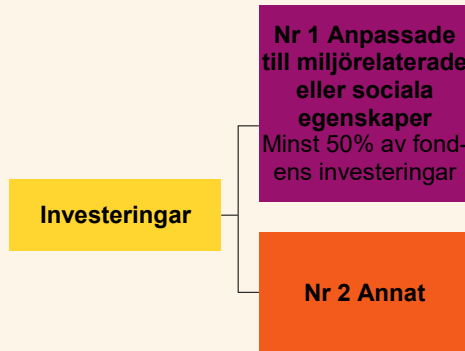 Nr 1 Anpassade
till miljörelaterade
eller sociala
egenskaper
Minst 50% av fond-
ens investeringar
Investeringar
Nr 2 Annat